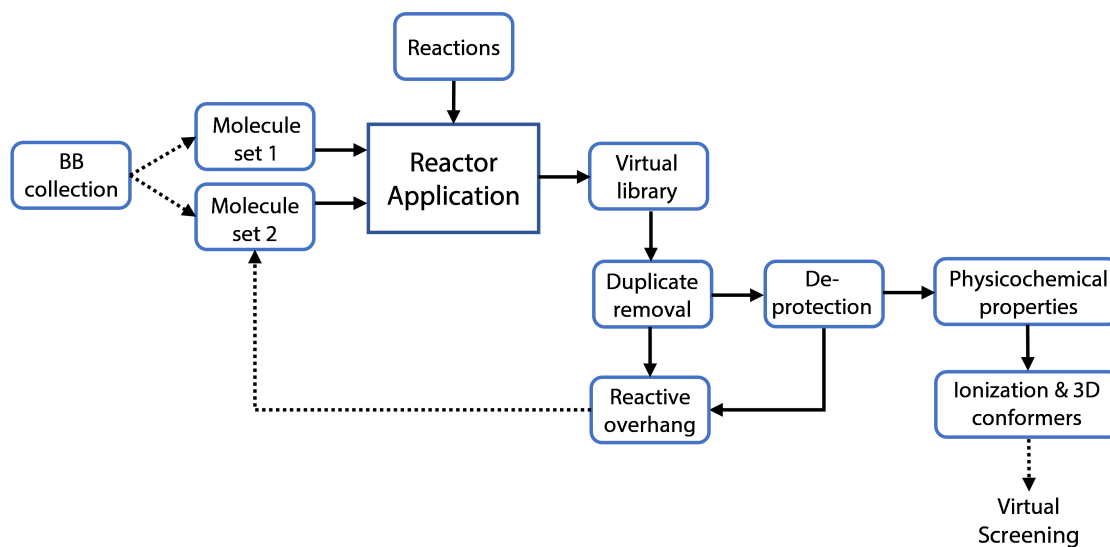 Reactions
BB
collection
Molecule
set 1
Molecule
set 2
Reactor
Application
Virtual
library
Duplicate
removal
De-
protection
Physicochemical
properties
Reactive
overhang
Ionization & 3D
conformers
Virtual
Screening